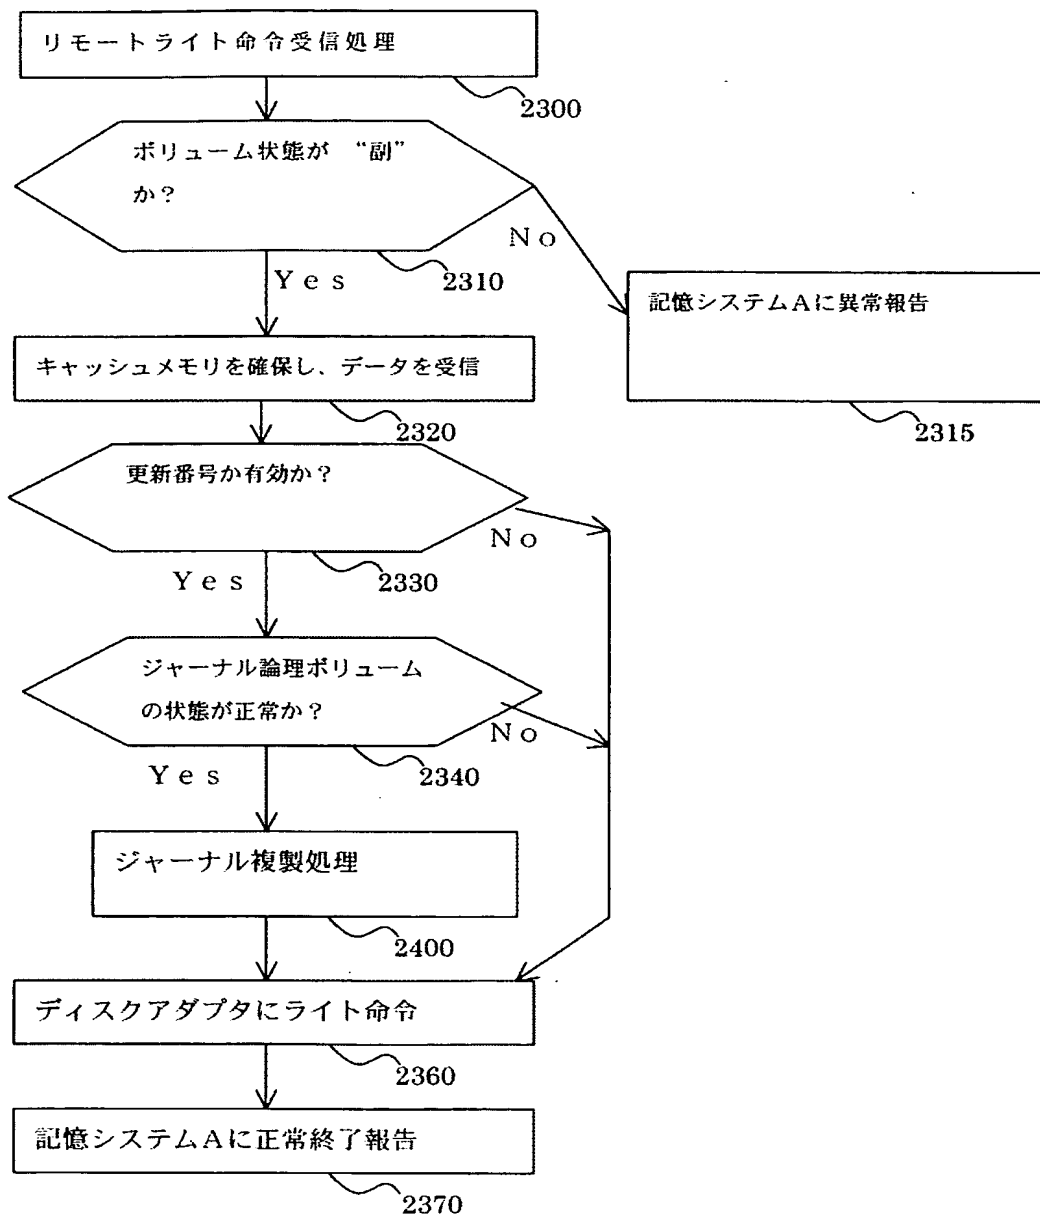 リモートライト命令受信処理
2300
ボリューム状態が “副”
か？
No
2310
Yes
記憶システムAに異常報告
2315
キャッシュメモリを確保し、データを受信
2320
更新番号か有効か？
No
2330
Yes
ジャーナル論理ボリューム
の状態が正常か？
No
2340
Yes
ジャーナル複製処理
2400
ディスクアダプタにライト命令
2360
記憶システムAに正常終了報告
2370